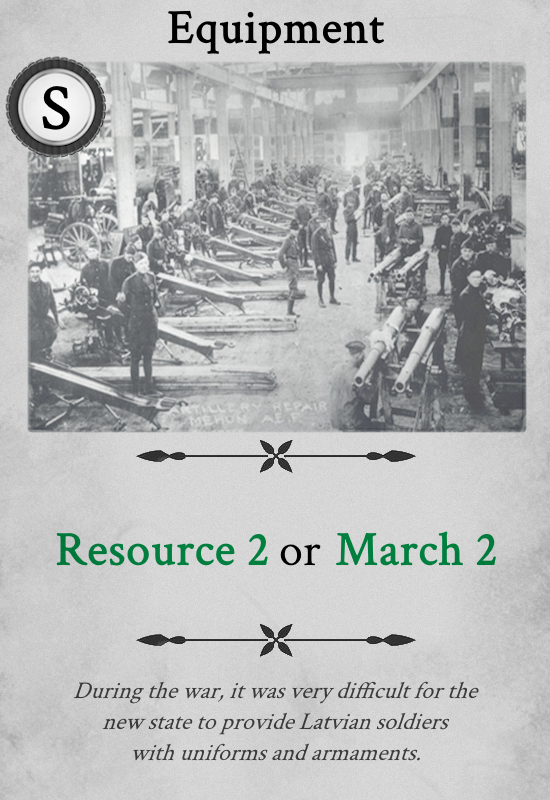 Equipment
S
ARTILLERY REPAIR
MEHUN. A.E.F.
Resource 2 or March 2
During the war, it was very difficult for the
new state to provide Latvian soldiers
with uniforms and armaments.